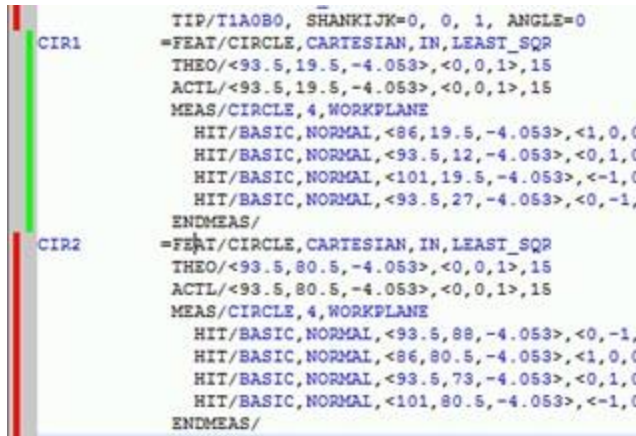 TIP/T1A0B0, SHANKIJK=0, 0, 1, ANGLE=0
CIR1 =FEAT/CIRCLE,CARTESIAN,IN,LEAST_SQR
THEO/<93.5,19.5,-4.053>,<0,0,1>,15
ACTL/<93.5,19.5,-4.053>,<0,0,1>,15
MEAS/CIRCLE,4,WORKPLANE
HIT/BASIC,NORMAL,<86,19.5,-4.053>,<1,0,0
HIT/BASIC,NORMAL,<93.5,12,-4.053>,<0,1,0
HIT/BASIC,NORMAL,<101,19.5,-4.053>,<-1,0
HIT/BASIC,NORMAL,<93.5,27,-4.053>,<0,-1,
ENDMEAS/
CIR2 =FEAT/CIRCLE,CARTESIAN,IN,LEAST_SQR
THEO/<93.5,80.5,-4.053>,<0,0,1>,15
ACTL/<93.5,80.5,-4.053>,<0,0,1>,15
MEAS/CIRCLE,4,WORKPLANE
HIT/BASIC,NORMAL,<93.5,88,-4.053>,<0,-1,
HIT/BASIC,NORMAL,<86,80.5,-4.053>,<1,0,0
HIT/BASIC,NORMAL,<93.5,73,-4.053>,<0,1,0
HIT/BASIC,NORMAL,<101,80.5,-4.053>,<-1,0
ENDMEAS/